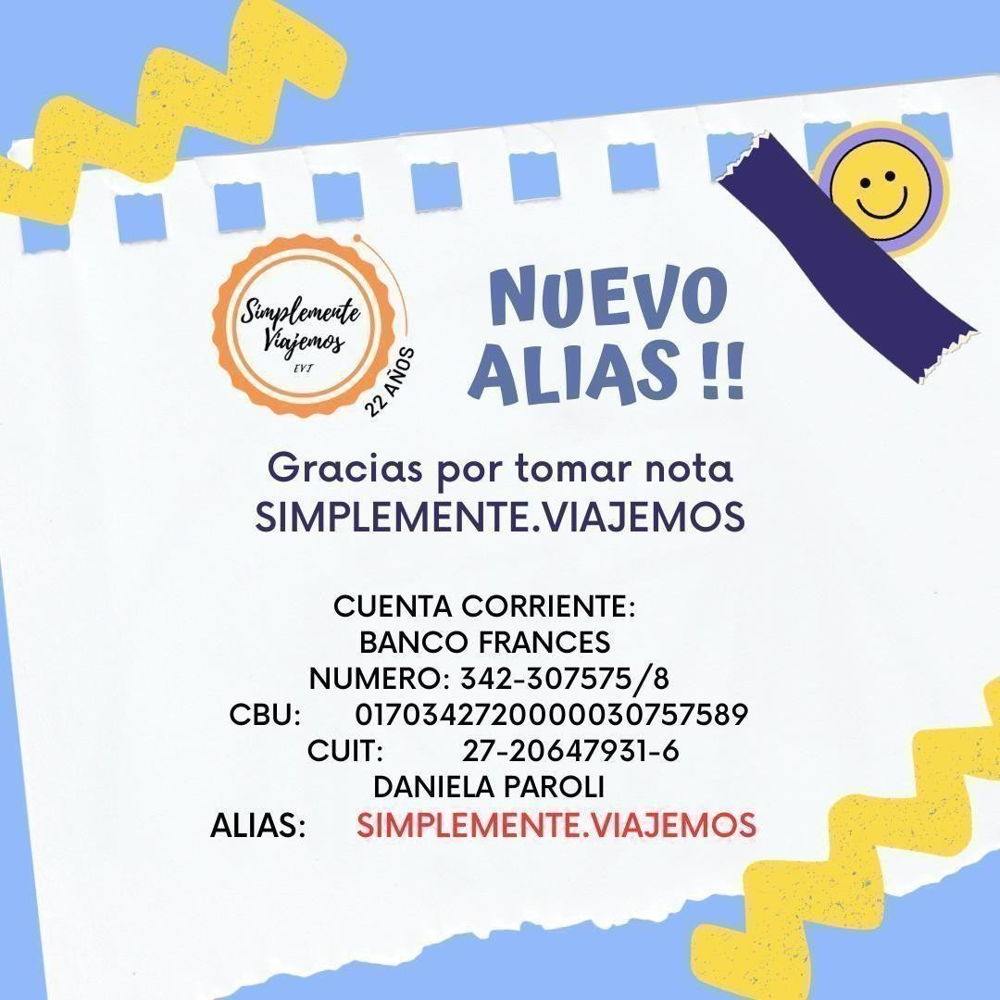 Simplemente
Viajemos
EVT
22 AÑOS
NUEVO
ALIAS !!
Gracias por tomar nota
SIMPLEMENTE.VIAJEMOS
CUENTA CORRIENTE:
BANCO FRANCES
NUMERO: 342-307575/8
CBU: 0170342720000030757589
CUIT: 27-20647931-6
DANIELA PAROLI
ALIAS: SIMPLEMENTE.VIAJEMOS